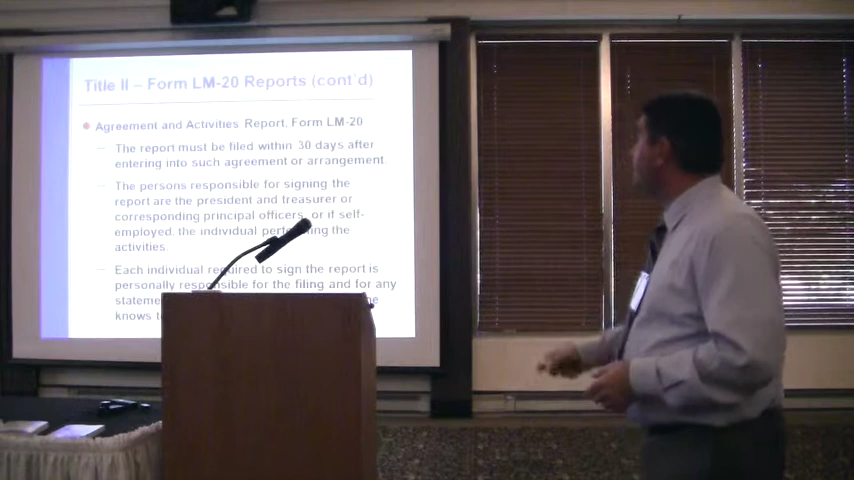 Title II – Form LM-20 Reports (cont'd)
Agreement and Activities Report, Form LM-20
– The report must be filed within 30 days after
entering into such agreement or arrangement.
– The persons responsible for signing the
report are the president and treasurer or
corresponding principal officers, or if self-
employed, the individual performing the
activities.
– Each individual required to sign the report is
personally responsible for the filing and for any
knows